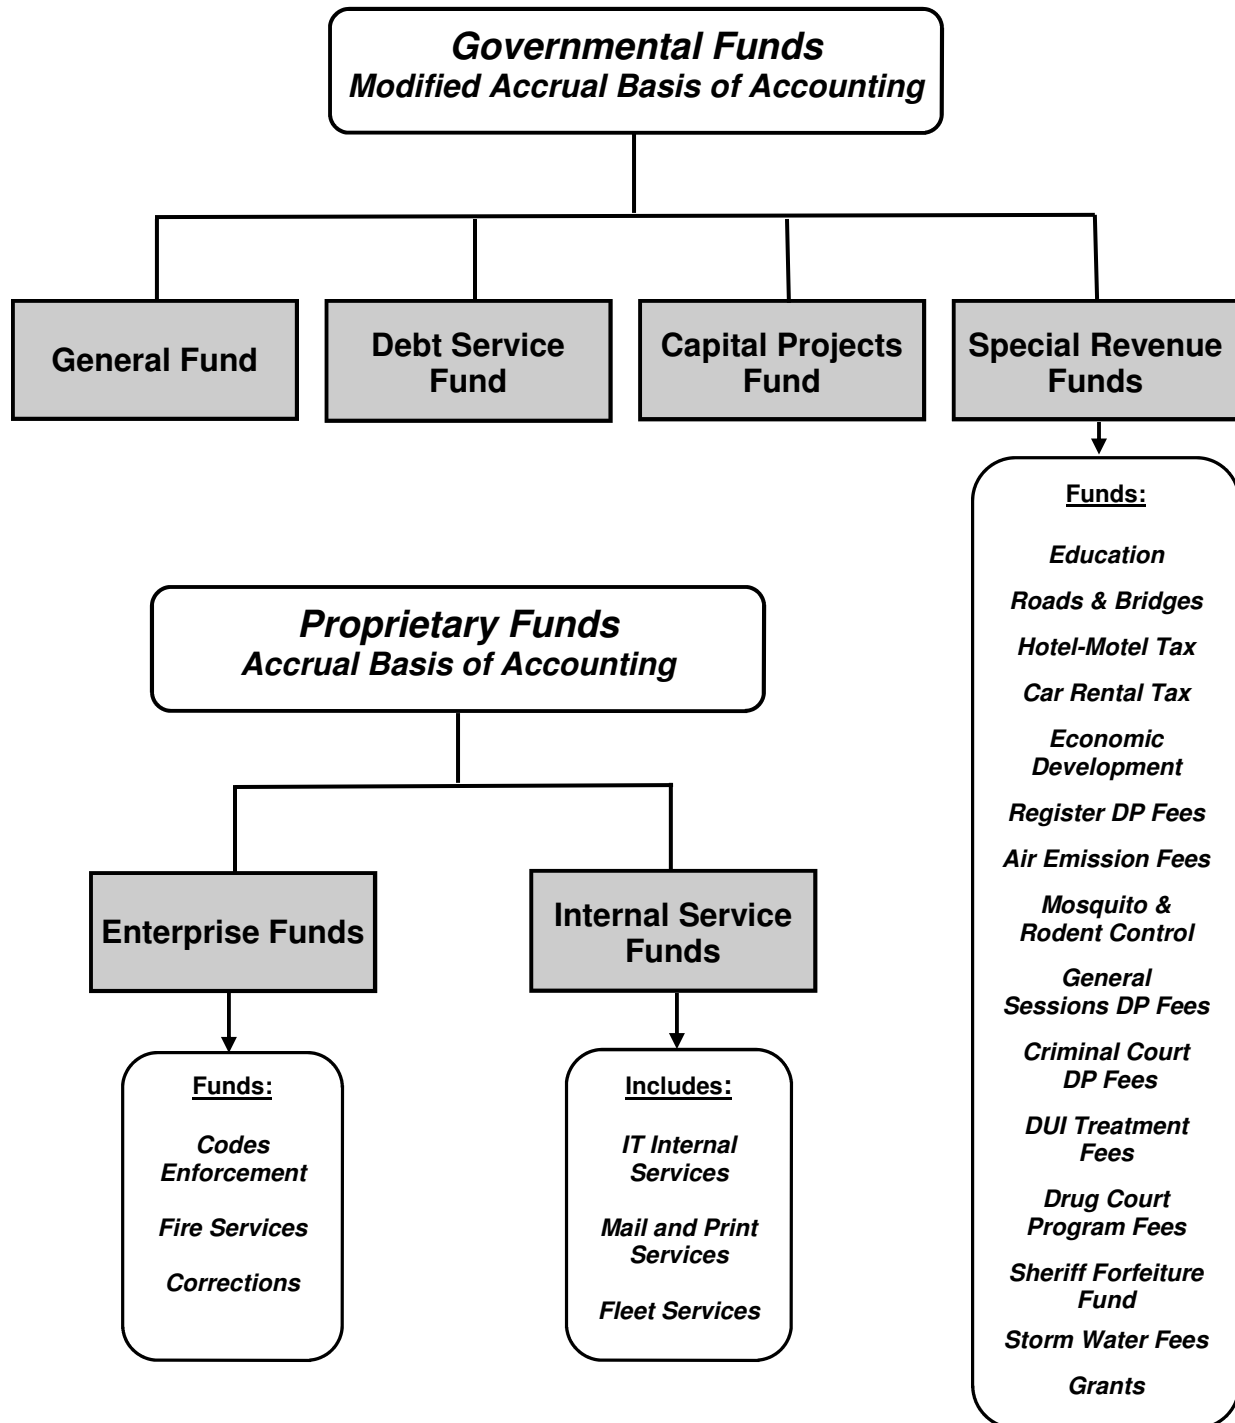 Governmental Funds
Modified Accrual Basis of Accounting
General Fund
Debt Service
Fund
Capital Projects
Fund
Special Revenue
Funds
Funds:
Education
Roads & Bridges
Hotel-Motel Tax
Car Rental Tax
Economic
Development
Register DP Fees
Air Emission Fees
Mosquito &
Rodent Control
General
Sessions DP Fees
Criminal Court
DP Fees
DUI Treatment
Fees
Drug Court
Program Fees
Sheriff Forfeiture
Fund
Storm Water Fees
Grants
Proprietary Funds
Accrual Basis of Accounting
Enterprise Funds
Internal Service
Funds
Funds:
Codes
Enforcement
Fire Services
Corrections
Includes:
IT Internal
Services
Mail and Print
Services
Fleet Services